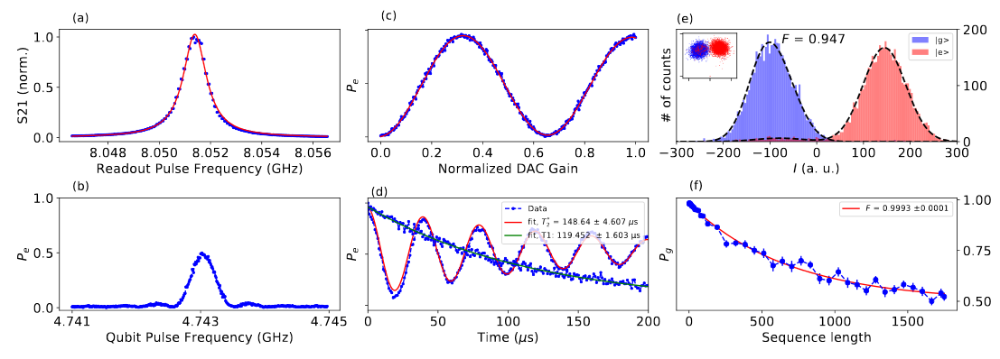 (a)
1.0
0.5
0.0
S21 (norm.)
8.048 8.050 8.052 8.054 8.056
Readout Pulse Frequency (GHz)
(b)
1.0
0.5
0.0
Pe
4.741 4.743 4.745
Qubit Pulse Frequency (GHz)
(c)
Pe
0.0 0.2 0.4 0.6 0.8 1.0
Normalized DAC Gain
(d)
Data
fit, T₂* = 148.64 ± 4.607 μs
fit, T1: 119.452 ± 1.603 μs
Pe
0 50 100 150 200
Time (μs)
(e)
F = 0.947
|g>
|e>
200
100
0
# of counts
−300 −200 −100 0 100 200 300
I (a. u.)
(f)
F = 0.9993 ±0.0001
1.00
0.75
0.50
Pg
0 500 1000 1500
Sequence length